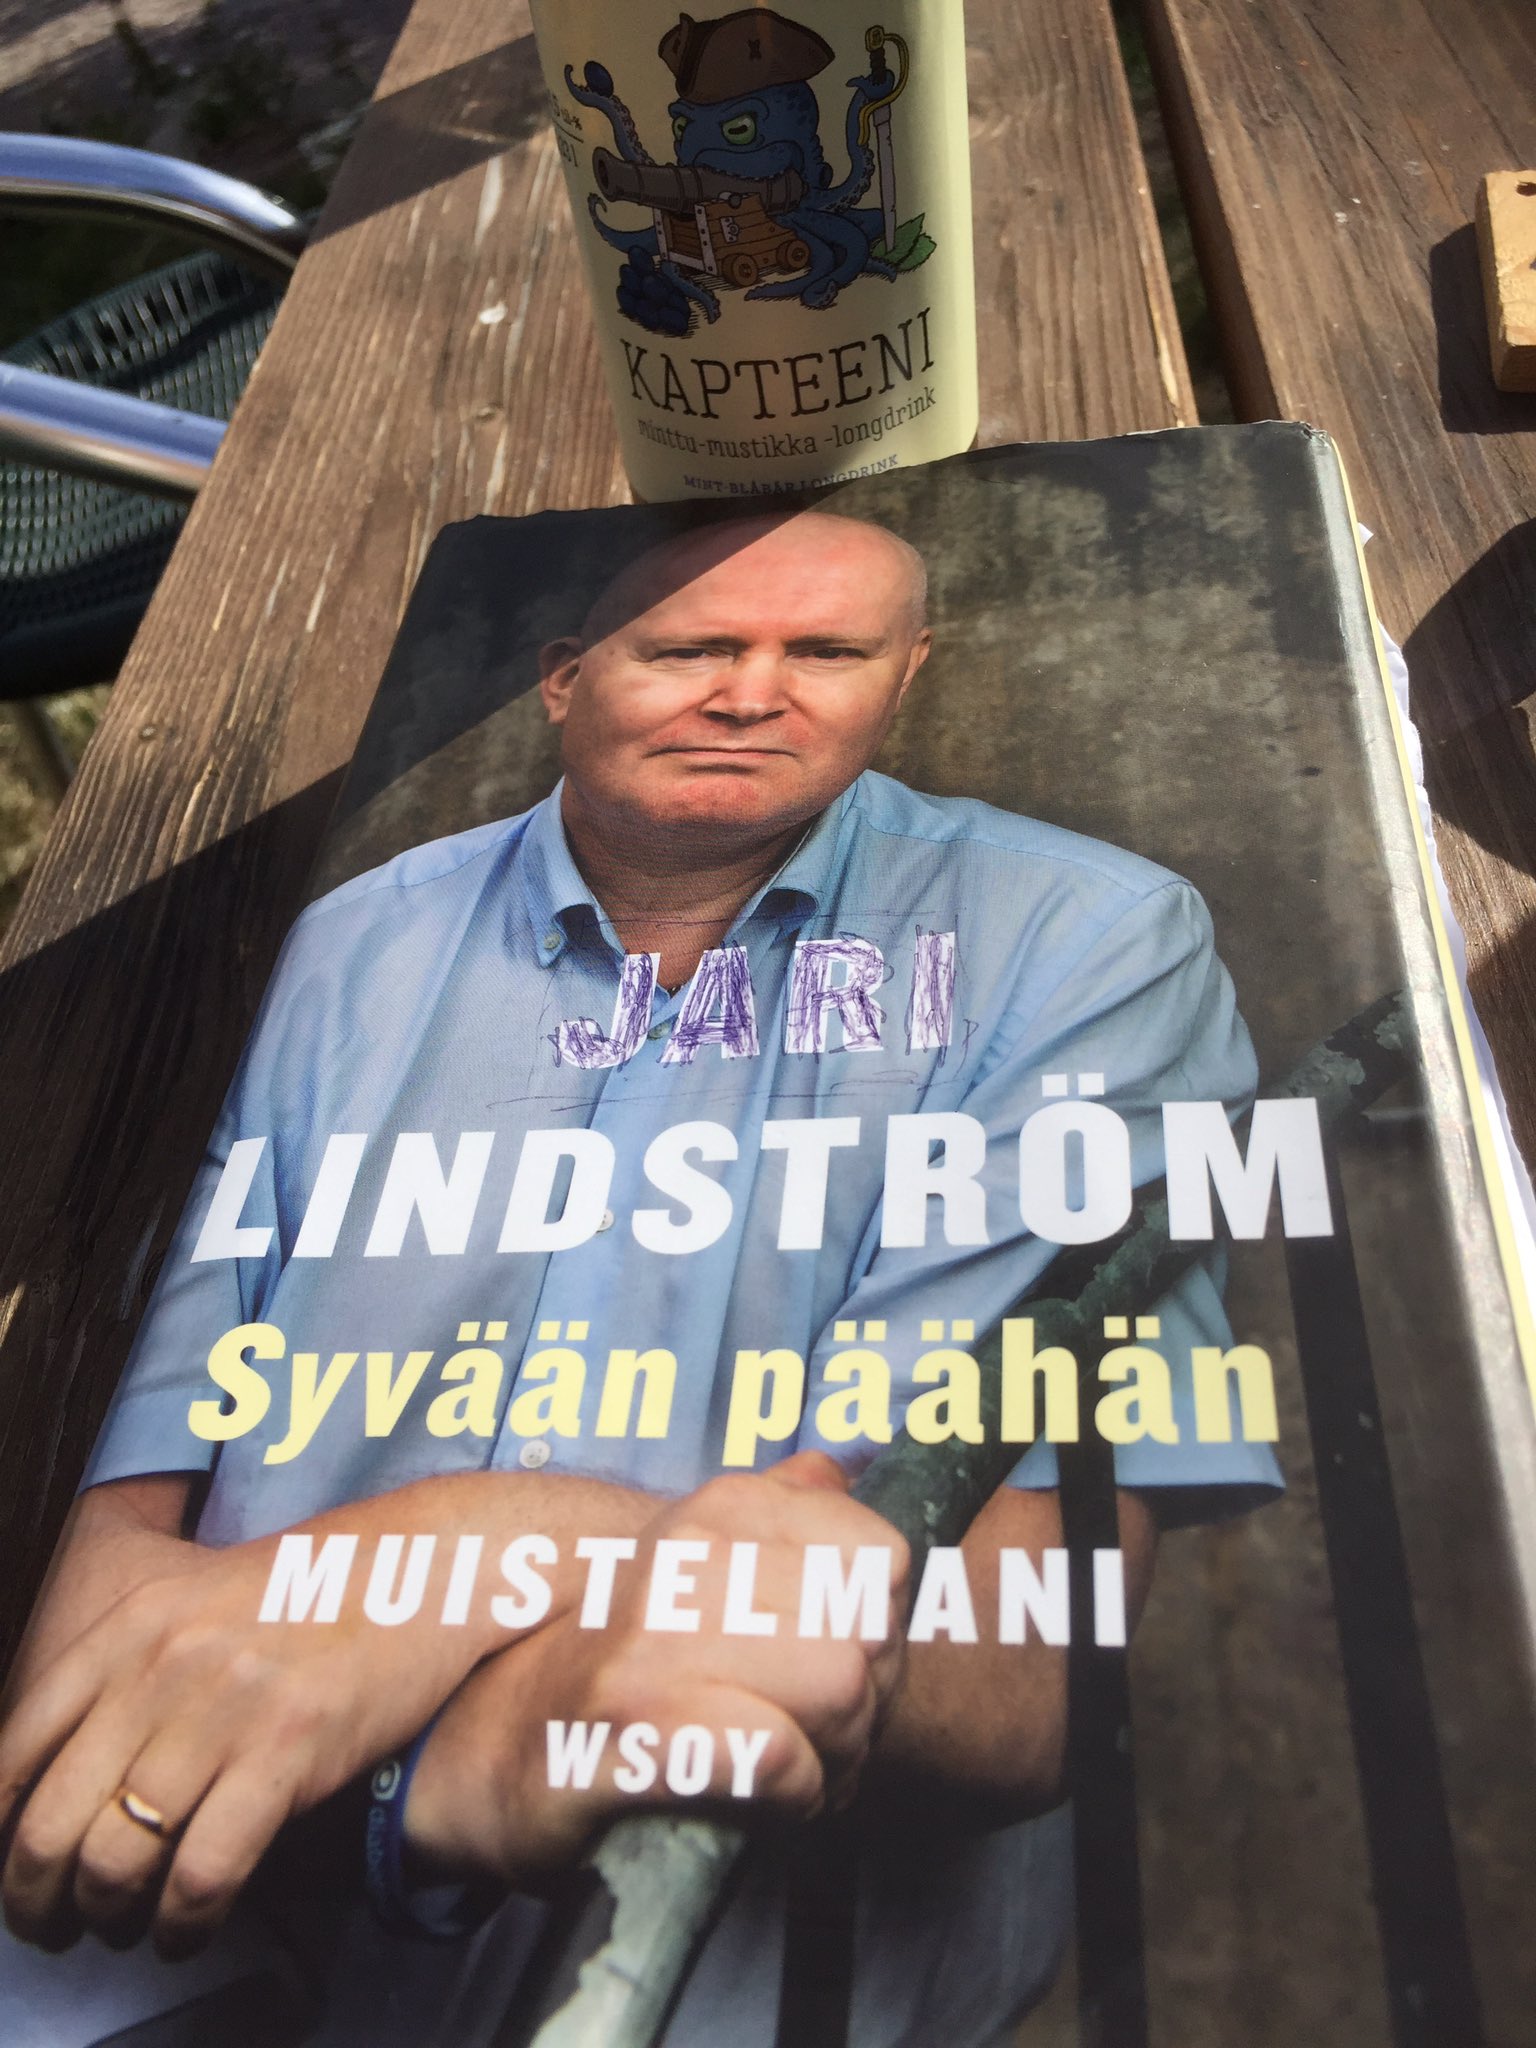 KAPTEENI
minttu-mustikka -longdrink
MINT-BLÅBÄR LONGDRINK
JARI
LINDSTRÖM
Syvään päähän
MUISTELMANI
WSOY